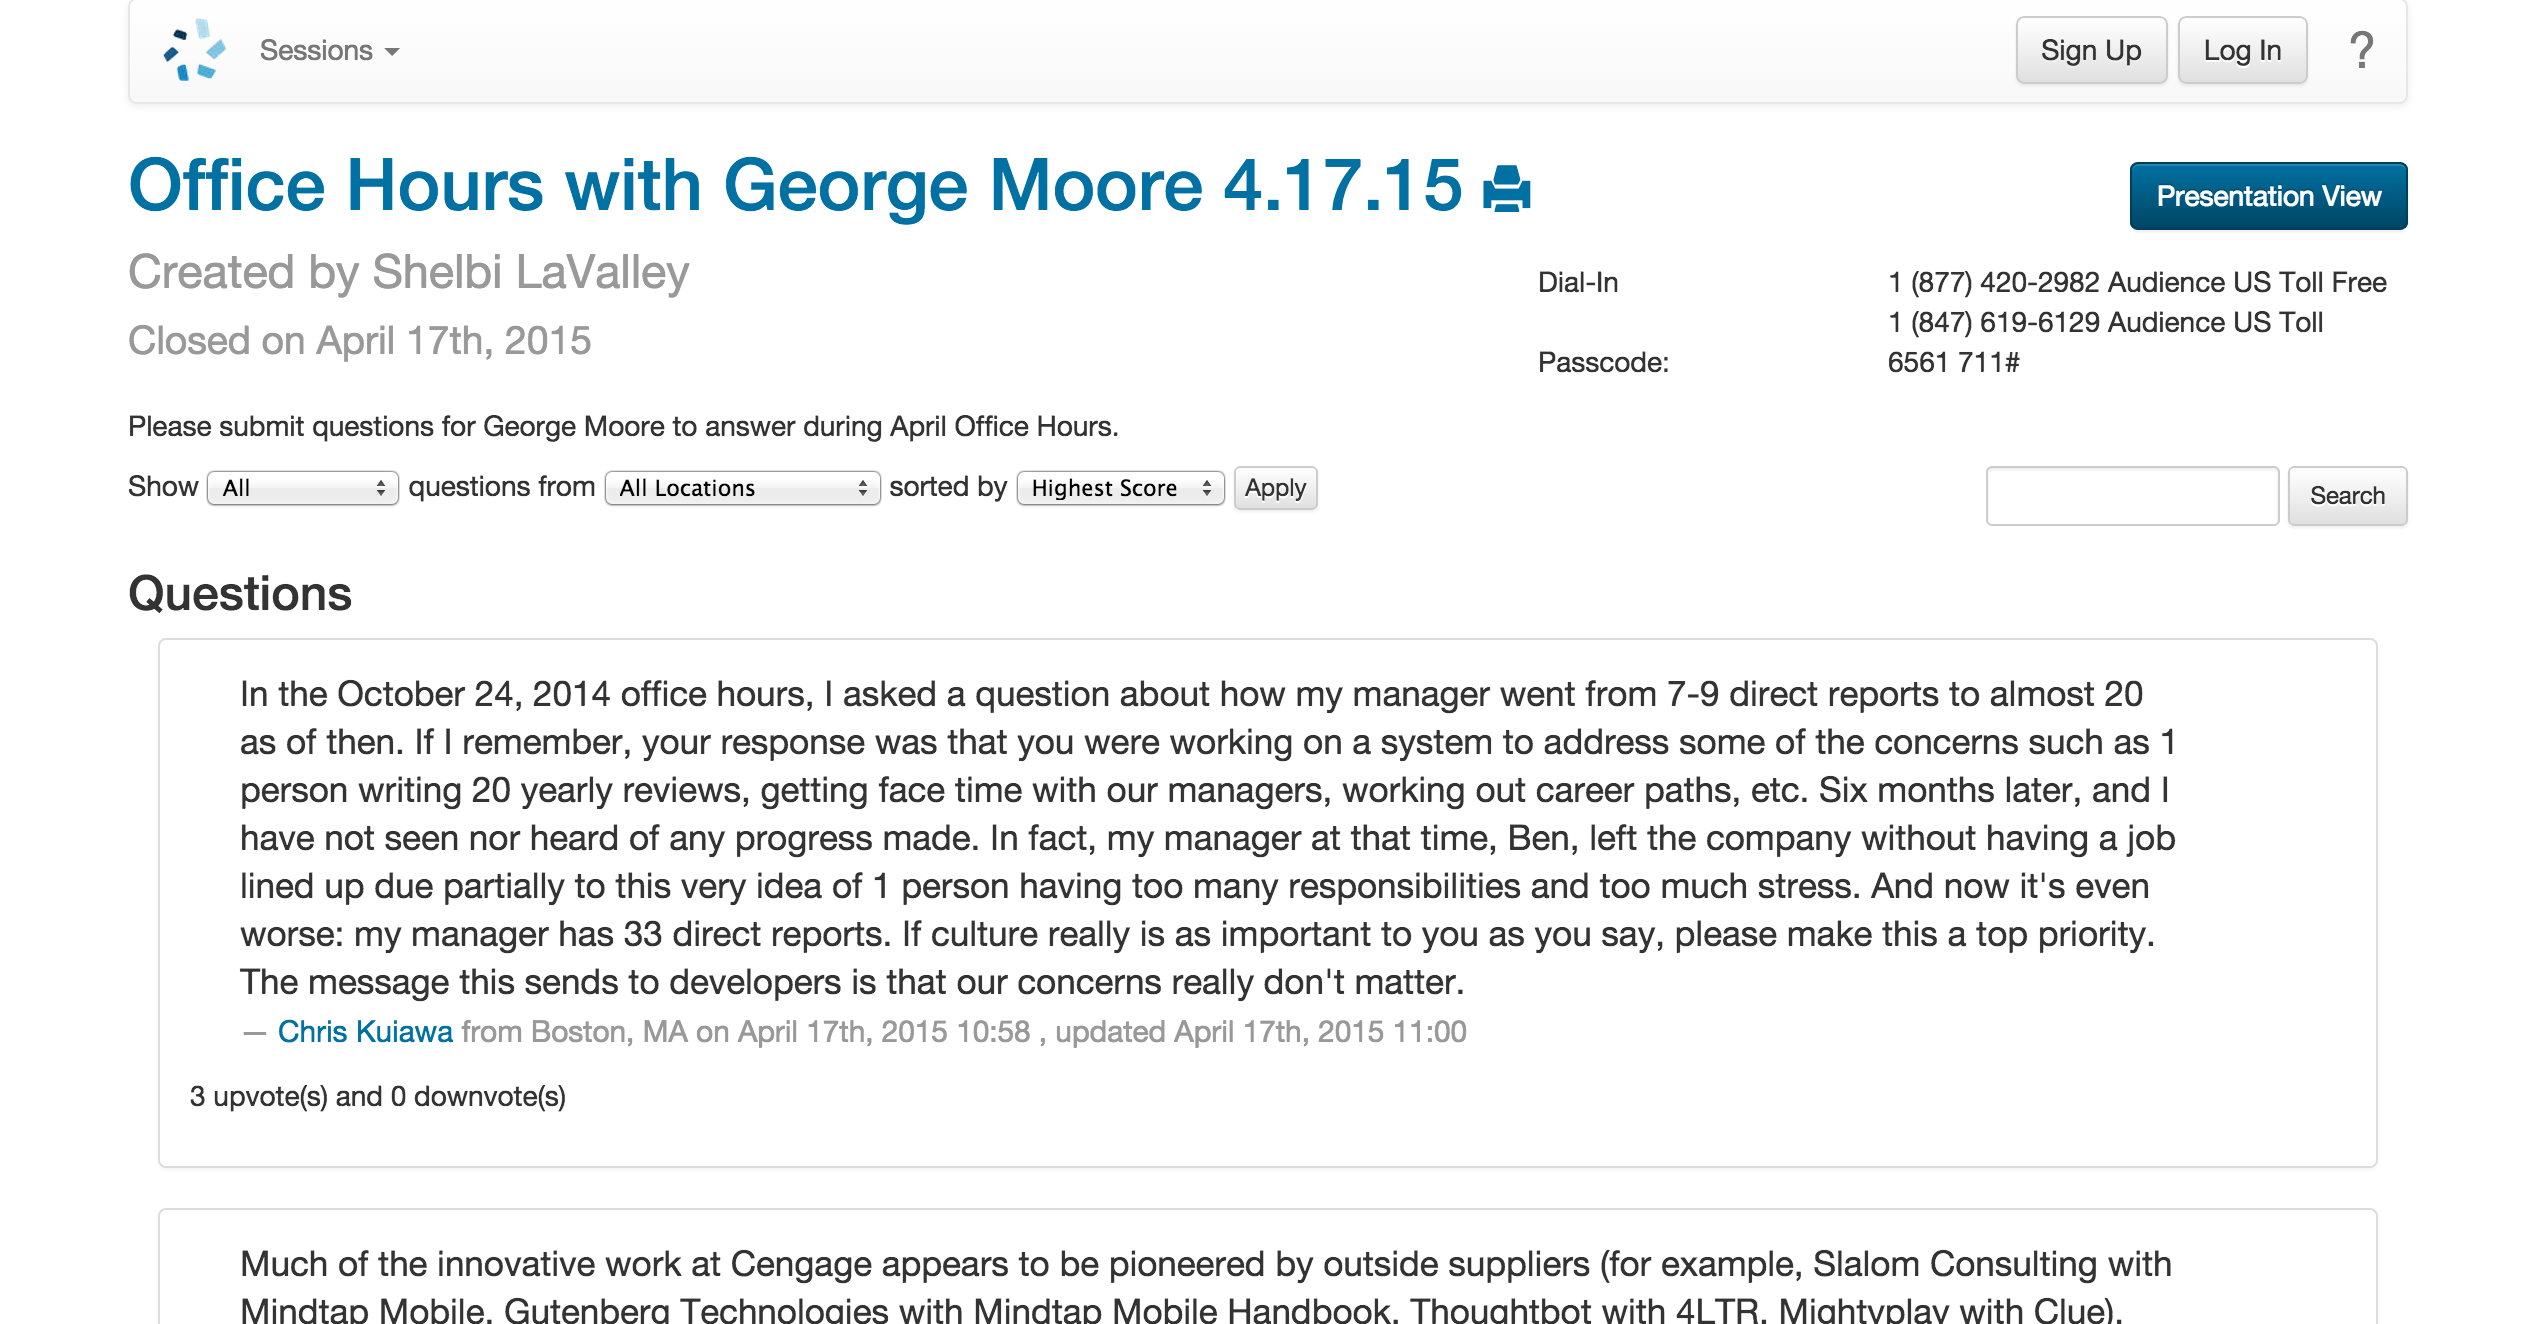 Sessions
Sign Up
Log In
?
Office Hours with George Moore 4.17.15
Presentation View
Created by Shelbi LaValley
Closed on April 17th, 2015
Dial-In 1 (877) 420-2982 Audience US Toll Free
1 (847) 619-6129 Audience US Toll
Passcode: 6561 711#
Please submit questions for George Moore to answer during April Office Hours.
Show All questions from All Locations sorted by Highest Score Apply
Search
Questions
In the October 24, 2014 office hours, I asked a question about how my manager went from 7-9 direct reports to almost 20
as of then. If I remember, your response was that you were working on a system to address some of the concerns such as 1
person writing 20 yearly reviews, getting face time with our managers, working out career paths, etc. Six months later, and I
have not seen nor heard of any progress made. In fact, my manager at that time, Ben, left the company without having a job
lined up due partially to this very idea of 1 person having too many responsibilities and too much stress. And now it's even
worse: my manager has 33 direct reports. If culture really is as important to you as you say, please make this a top priority.
The message this sends to developers is that our concerns really don't matter.
— Chris Kuiawa from Boston, MA on April 17th, 2015 10:58 , updated April 17th, 2015 11:00
3 upvote(s) and 0 downvote(s)
Much of the innovative work at Cengage appears to be pioneered by outside suppliers (for example, Slalom Consulting with
Mindtap Mobile, Gutenberg Technologies with Mindtap Mobile Handbook, Thoughtbot with 4LTR, Mightyplay with Clue).